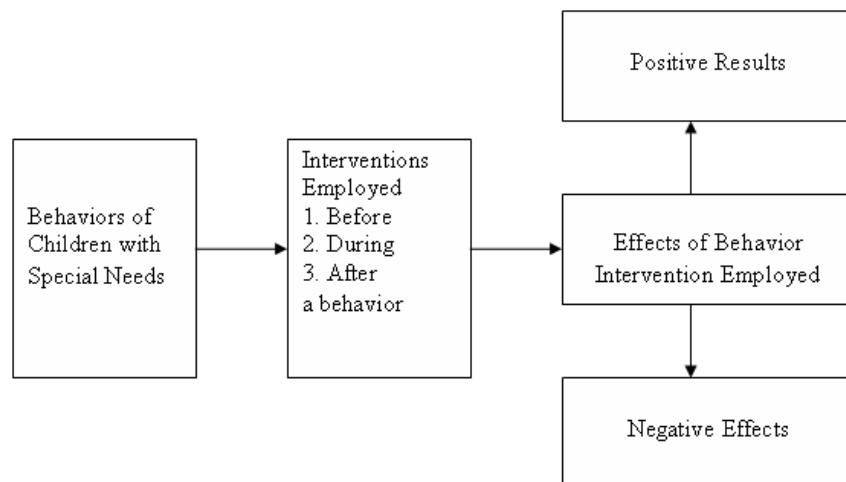 Positive Results
Behaviors of
Children with
Special Needs
Interventions
Employed
1. Before
2. During
3. After
a behavior
Effects of Behavior
Intervention Employed
Negative Effects